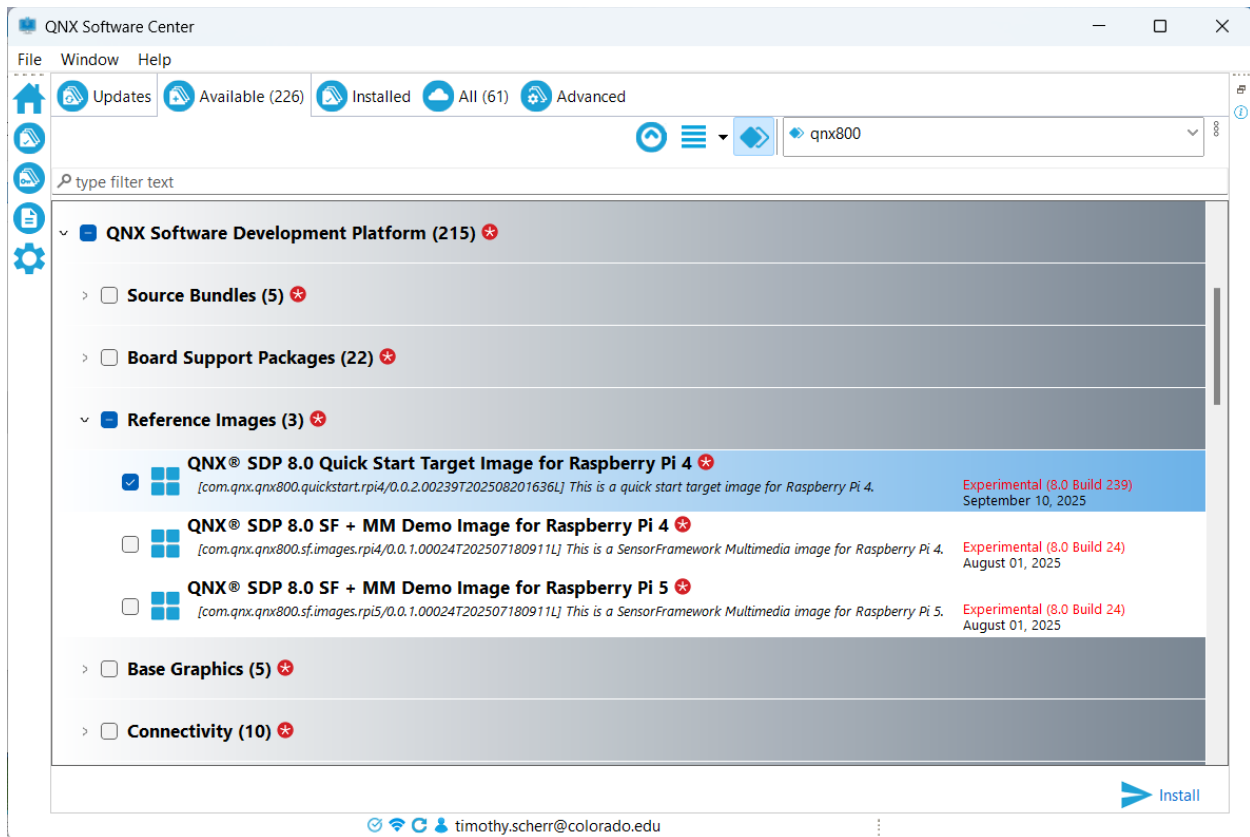 QNX Software Center
File Window Help
Updates Available (226) Installed All (61) Advanced
qnx800
type filter text
QNX Software Development Platform (215)
Source Bundles (5)
Board Support Packages (22)
Reference Images (3)
QNX® SDP 8.0 Quick Start Target Image for Raspberry Pi 4
[com.qnx.qnx800.quickstart.rpi4/0.0.2.00239T202508201636L] This is a quick start target image for Raspberry Pi 4.
Experimental (8.0 Build 239)
September 10, 2025
QNX® SDP 8.0 SF + MM Demo Image for Raspberry Pi 4
[com.qnx.qnx800.sf.images.rpi4/0.0.1.00024T202507180911L] This is a SensorFramework Multimedia image for Raspberry Pi 4.
Experimental (8.0 Build 24)
August 01, 2025
QNX® SDP 8.0 SF + MM Demo Image for Raspberry Pi 5
[com.qnx.qnx800.sf.images.rpi5/0.0.1.00024T202507180911L] This is a SensorFramework Multimedia image for Raspberry Pi 5.
Experimental (8.0 Build 24)
August 01, 2025
Base Graphics (5)
Connectivity (10)
Install
timothy.scherr@colorado.edu